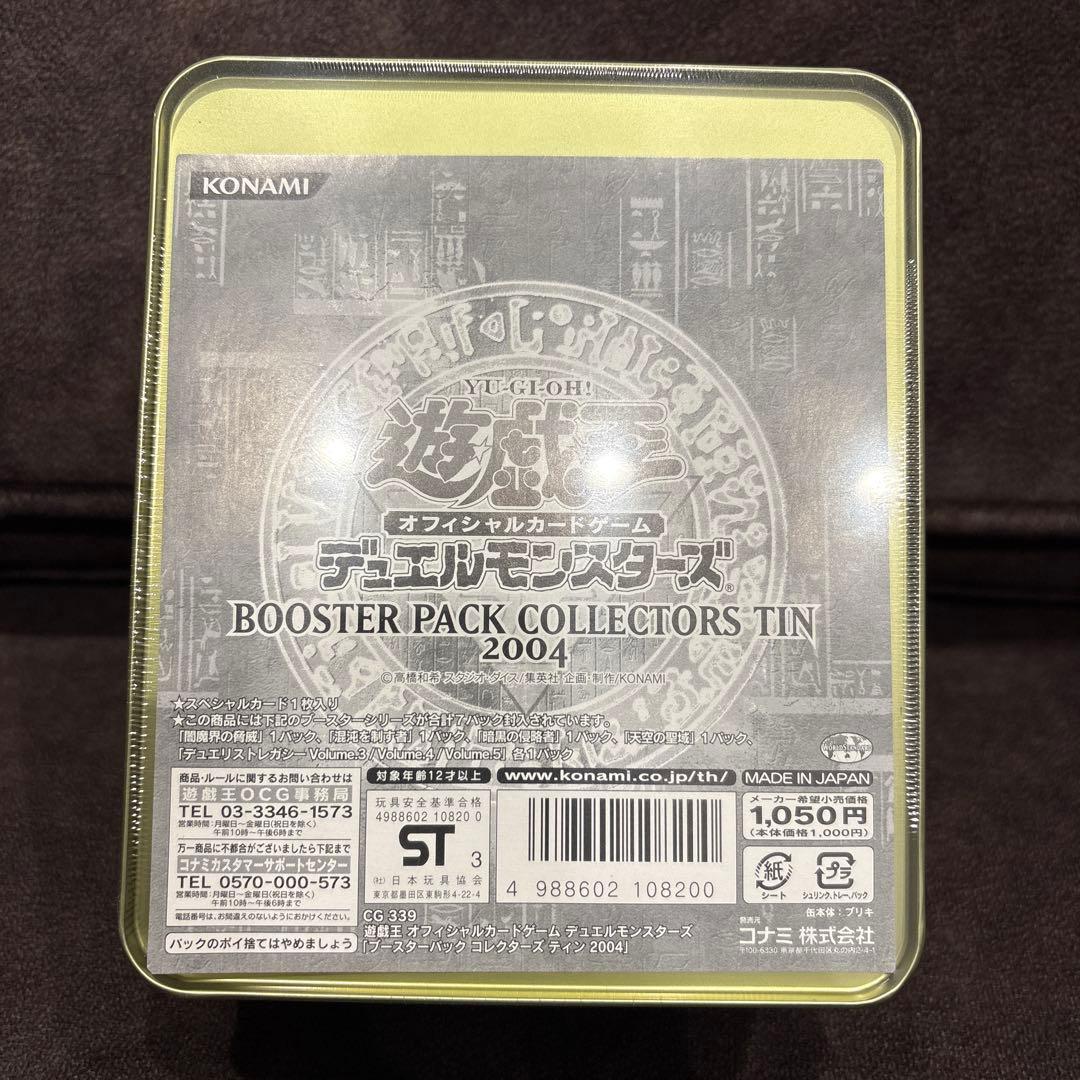 KONAMI
YU-GI-OH!
遊戯王
オフィシャルカードゲーム
デュエルモンスターズ®
BOOSTER PACK COLLECTORS TIN
2004
©高橋和希 スタジオ・ダイス/集英社 企画・制作/KONAMI
★スペシャルカード1枚入り
★この商品には下記のブースターシリーズが合計7パック封入されています。
「闇魔界の脅威」1パック、「混沌を制す者」1パック、「暗黒の侵略者」1パック、「天空の聖域」1パック、
「デュエリストレガシー Volume.3 /Volume.4 /Volume.5」各1パック
商品・ルールに関するお問い合わせは
遊戯王OCG事務局
TEL 03-3346-1573
営業時間:月曜日~金曜日(祝日を除く)
午前10時~午後6時まで
万一商品に不都合がございましたら下記まで
コナミカスタマーサポートセンター
TEL 0570-000-573
営業時間:月曜日~金曜日(祝日を除く)
午前10時~午後6時まで
電話番号は、お間違えのないようにおかけください。
パックのポイ捨てはやめましょう
対象年齢12才以上
玩具安全基準合格
4988602 10820 0
ST 3
(社)日本玩具協会
東京都墨田区東駒形4-22-4
www.konami.co.jp/th/
4 988602 108200
MADE IN JAPAN
メーカー希望小売価格
1,050円
(本体価格1,000円)
紙
シート
プラ
シュリンク、トレー、パック
缶本体:ブリキ
CG 339
遊戯王 オフィシャルカードゲーム デュエルモンスターズ
「ブースターパック コレクターズ ティン 2004」
発売元
コナミ 株式会社
〒100-6330 東京都千代田区丸の内2-4-1